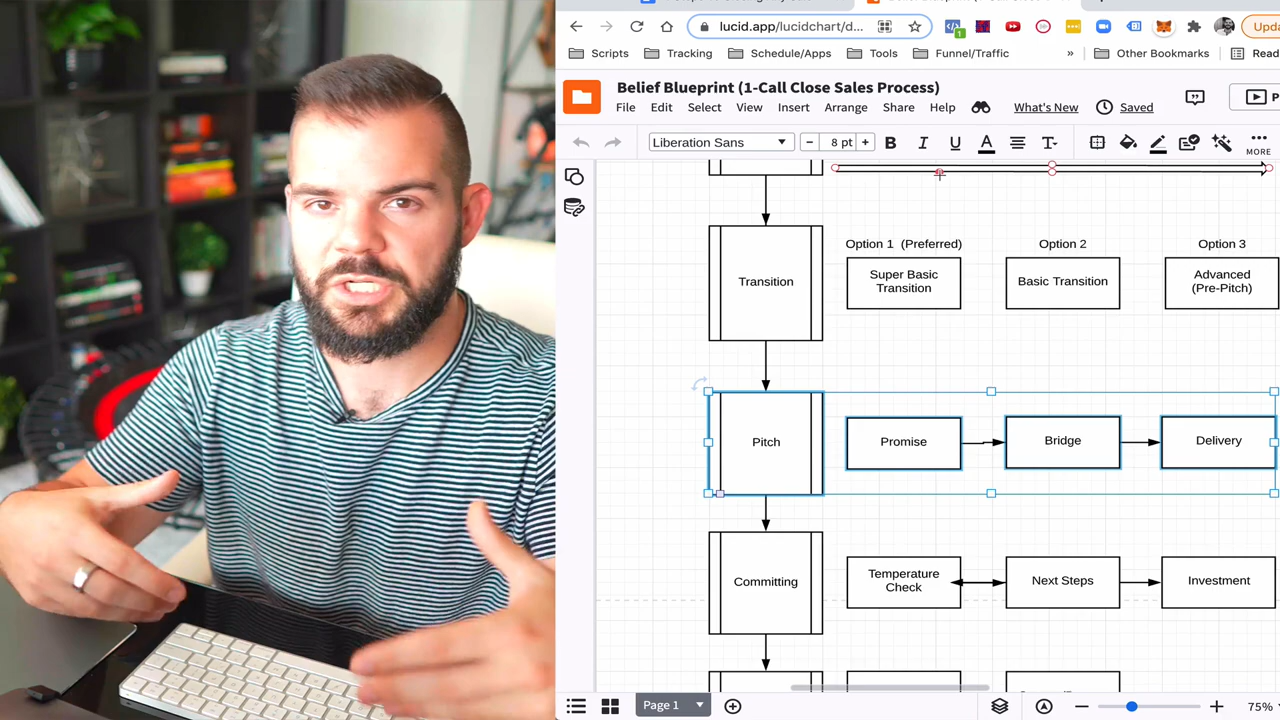 lucid.app/lucidchart/d...
1
Upda
Scripts
Tracking
Schedule/Apps
Tools
Funnel/Traffic
»
Other Bookmarks
Read
Belief Blueprint (1-Call Close Sales Process)
File
Edit
Select
View
Insert
Arrange
Share
Help
What's New
Saved
P
Liberation Sans
8 pt
B
I
U
A
T
MORE
Option 1 (Preferred)
Option 2
Option 3
Transition
Super Basic
Transition
Basic Transition
Advanced
(Pre-Pitch)
Pitch
Promise
Bridge
Delivery
Committing
Temperature
Check
Next Steps
Investment
Page 1
75%